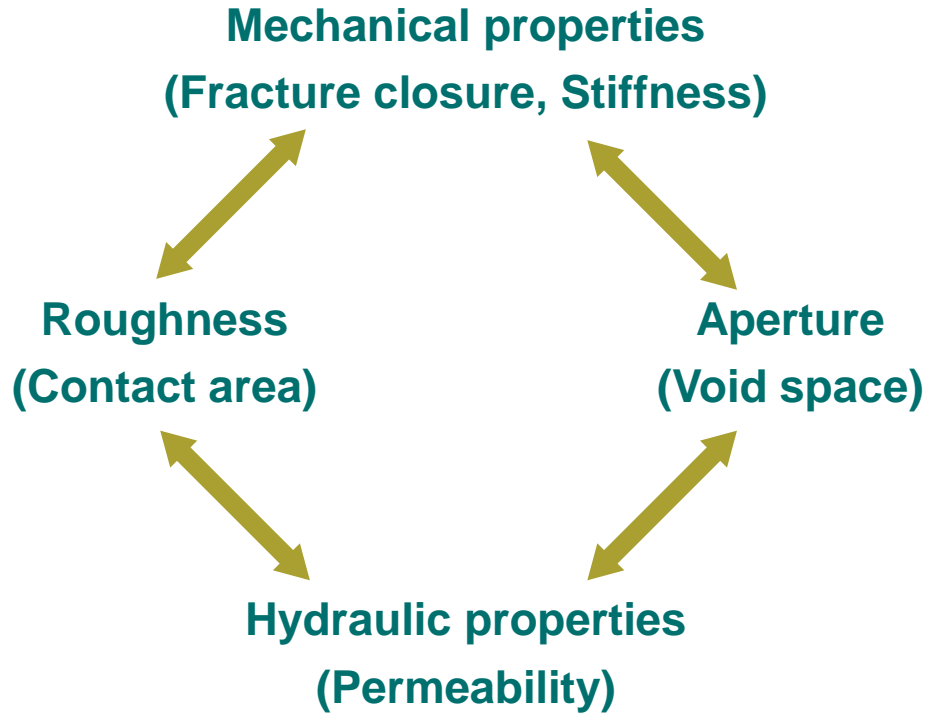 Mechanical properties
(Fracture closure, Stiffness)
Roughness
(Contact area)
Aperture
(Void space)
Hydraulic properties
(Permeability)